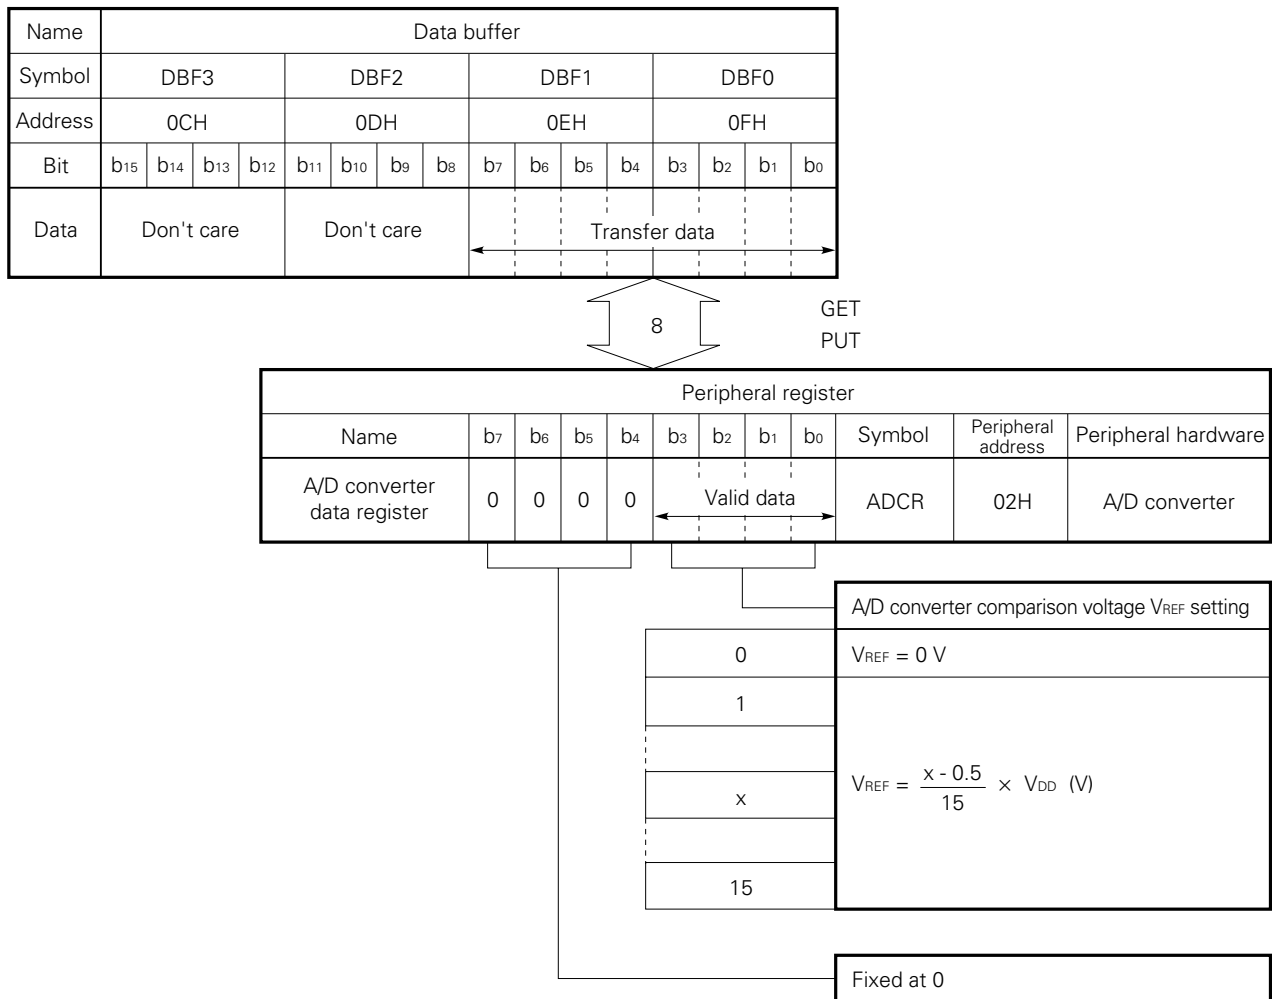 Name Data buffer
Symbol DBF3 DBF2 DBF1 DBF0
Address 0CH 0DH 0EH 0FH
Bit b15 b14 b13 b12 b11 b10 b9 b8 b7 b6 b5 b4 b3 b2 b1 b0
Data Don't care Don't care Transfer data
8
GET
PUT
Peripheral register
Name b7 b6 b5 b4 b3 b2 b1 b0 Symbol Peripheral address Peripheral hardware
A/D converter
data register
0 0 0 0 Valid data ADCR 02H A/D converter
A/D converter comparison voltage VREF setting
0 VREF = 0 V
1
x VREF = x - 0.5 / 15 × VDD (V)
15
Fixed at 0